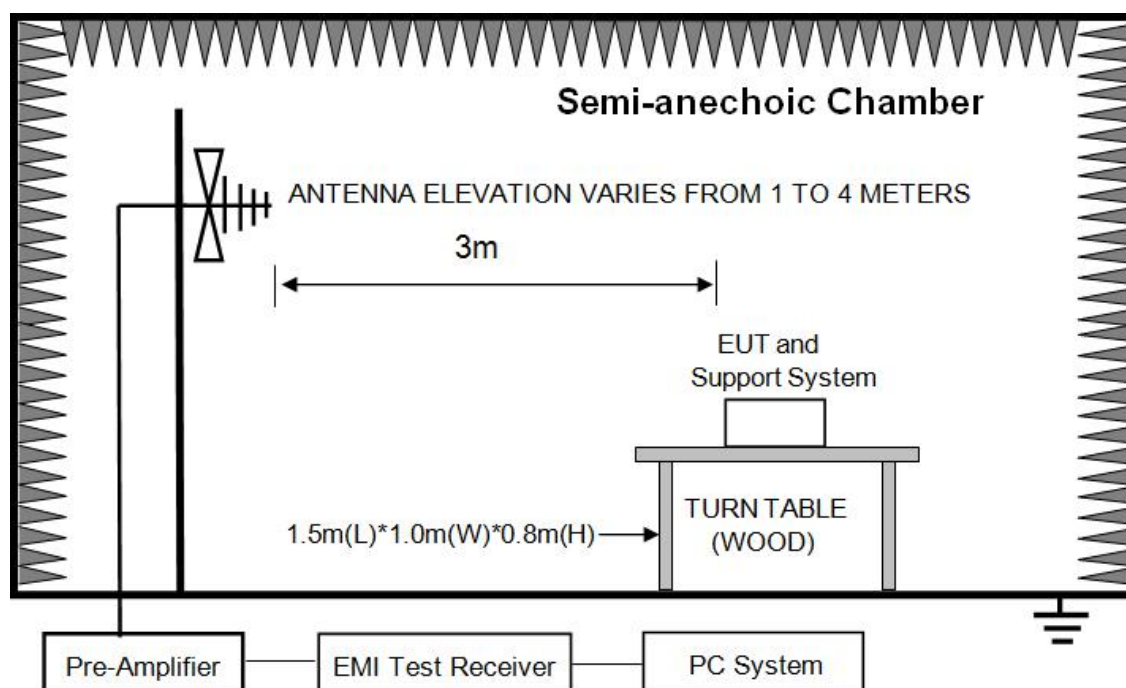 Semi-anechoic Chamber
ANTENNA ELEVATION VARIES FROM 1 TO 4 METERS
3m
EUT and
Support System
1.5m(L)*1.0m(W)*0.8m(H)
TURN TABLE
(WOOD)
Pre-Amplifier
EMI Test Receiver
PC System